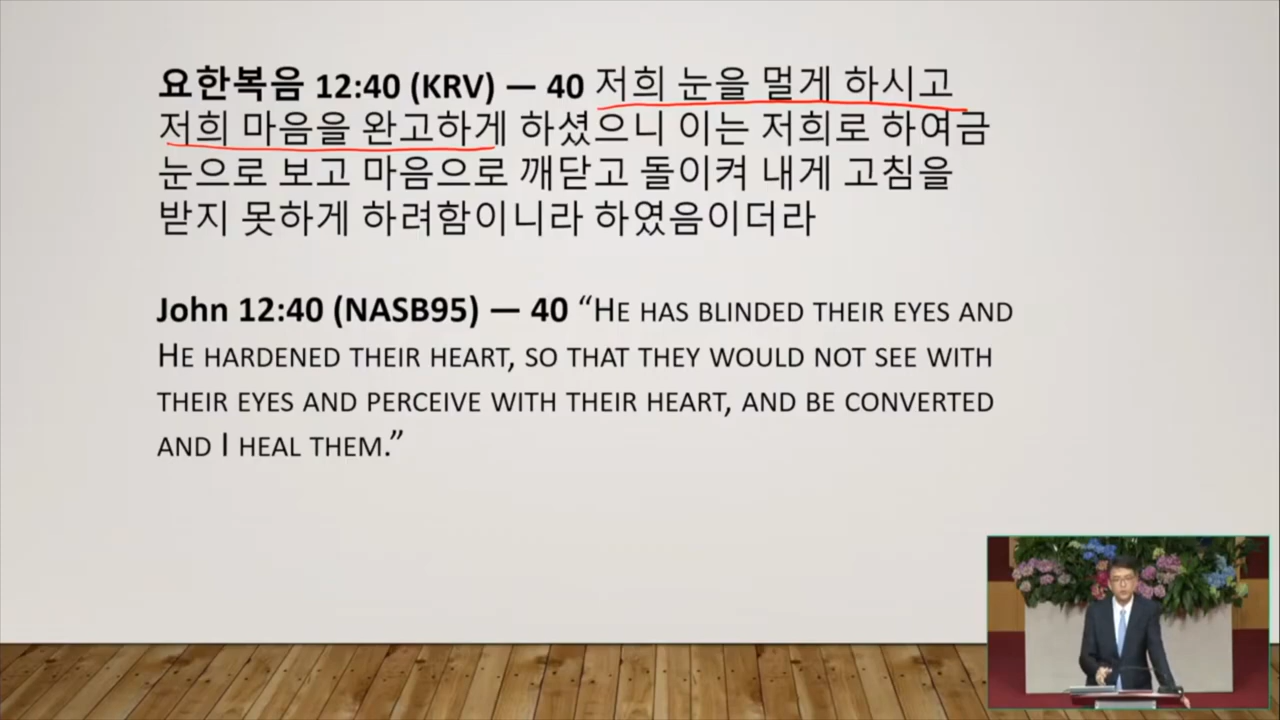 요한복음 12:40 (KRV) — 40 저희 눈을 멀게 하시고
저희 마음을 완고하게 하셨으니 이는 저희로 하여금
눈으로 보고 마음으로 깨닫고 돌이켜 내게 고침을
받지 못하게 하려함이니라 하였음이더라
John 12:40 (NASB95) — 40 “HE HAS BLINDED THEIR EYES AND
HE HARDENED THEIR HEART, SO THAT THEY WOULD NOT SEE WITH
THEIR EYES AND PERCEIVE WITH THEIR HEART, AND BE CONVERTED
AND I HEAL THEM.”